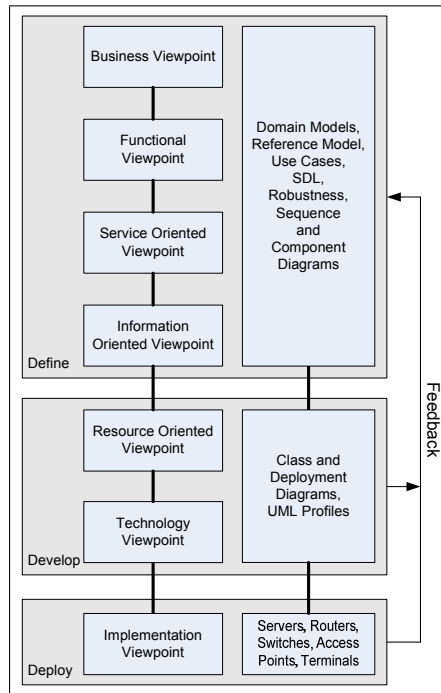 Business Viewpoint
Functional
Viewpoint
Service Oriented
Viewpoint
Information
Oriented Viewpoint
Define
Domain Models,
Reference Model,
Use Cases,
SDL,
Robustness,
Sequence
and
Component
Diagrams
Resource Oriented
Viewpoint
Technology
Viewpoint
Develop
Class and
Deployment
Diagrams,
UML Profiles
Implementation
Viewpoint
Deploy
Servers, Routers,
Switches, Access
Points, Terminals
Feedback